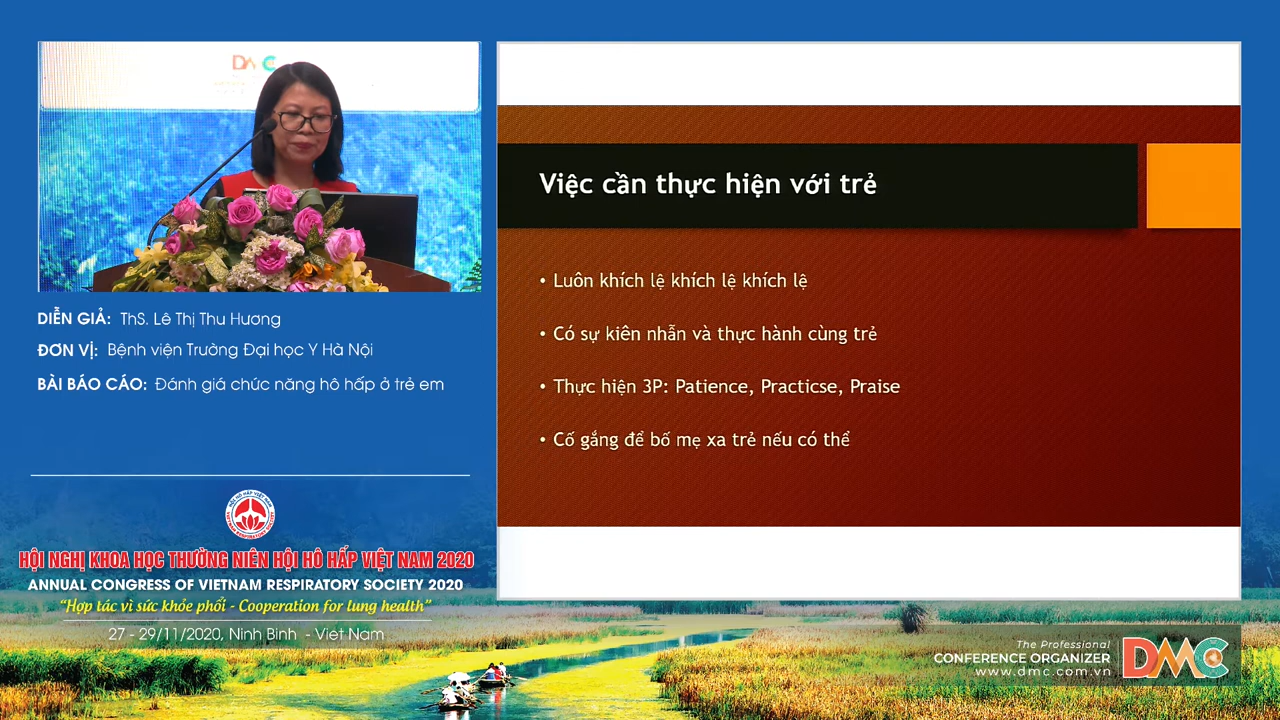 DMC
DIỄN GIẢ: ThS. Lê Thị Thu Hương
ĐƠN VỊ: Bệnh viện Trường Đại học Y Hà Nội
BÀI BÁO CÁO: Đánh giá chức năng hô hấp ở trẻ em
HỘI NGHỊ KHOA HỌC THƯỜNG NIÊN HỘI HÔ HẤP VIỆT NAM 2020
ANNUAL CONGRESS OF VIETNAM RESPIRATORY SOCIETY 2020
“Hợp tác vì sức khỏe phổi - Cooperation for lung health”
27 - 29/11/2020, Ninh Bình - Việt Nam
Việc cần thực hiện với trẻ
• Luôn khích lệ khích lệ khích lệ
• Có sự kiên nhẫn và thực hành cùng trẻ
• Thực hiện 3P: Patience, Practicse, Praise
• Cố gắng để bố mẹ xa trẻ nếu có thể
The Professional
CONFERENCE ORGANIZER
www.dmc.com.vn
DMC